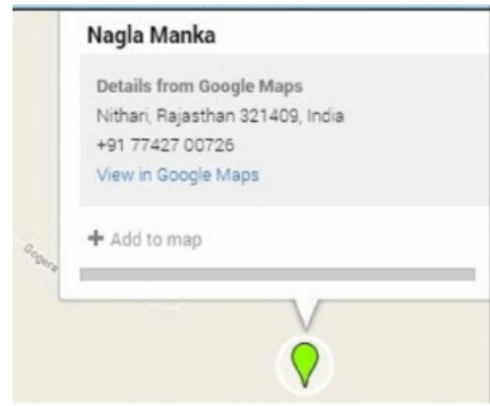 Nagla Manka
Details from Google Maps
Nithari, Rajasthan 321409, India
+91 77427 00726
View in Google Maps
+ Add to map
Gogera